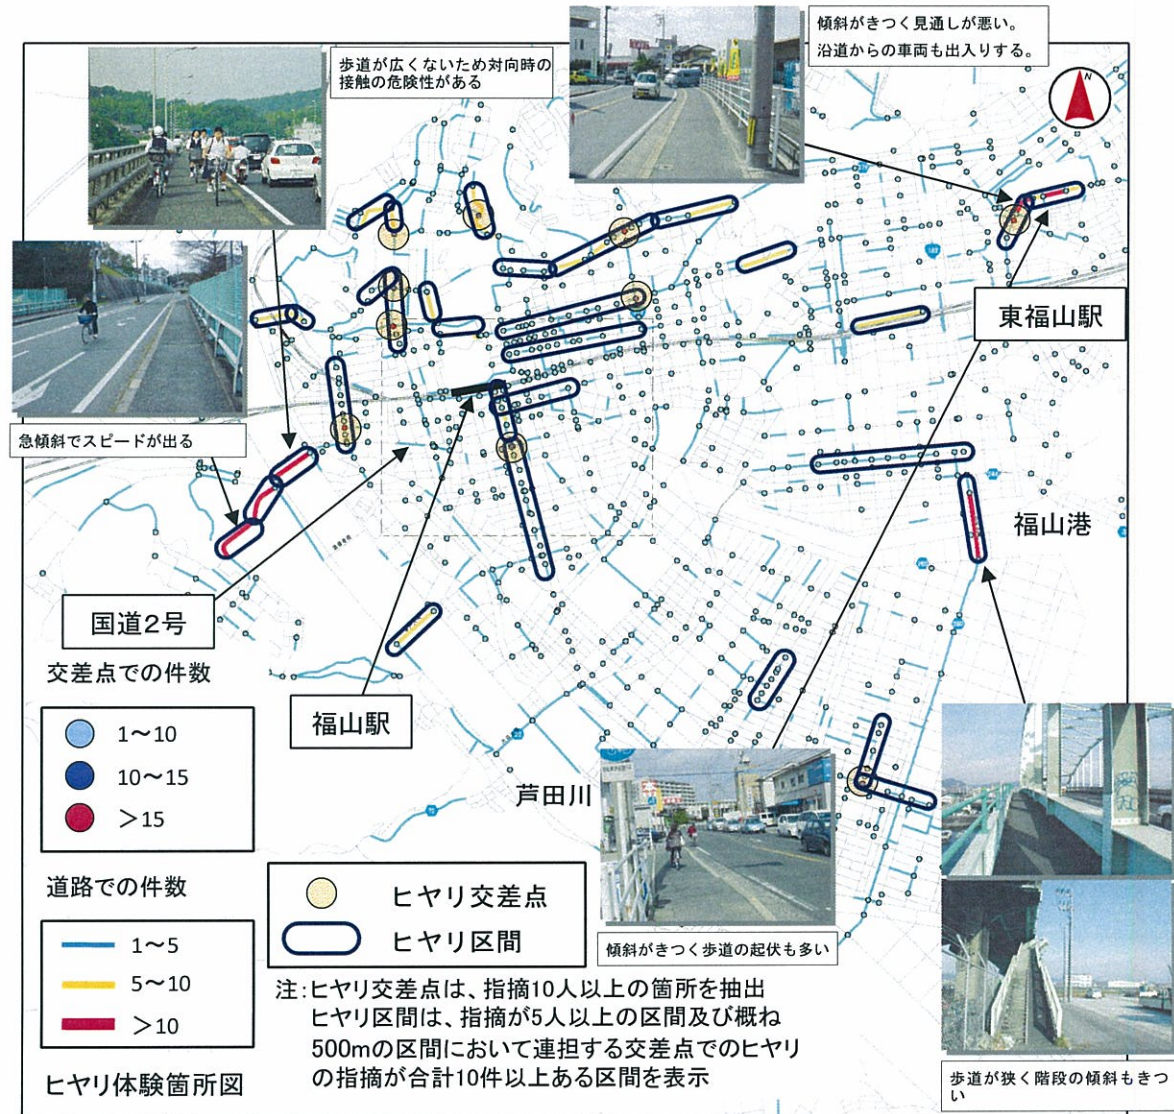 歩道が広くないため対向時の
接触の危険性がある
傾斜がきつく見通しが悪い。
沿道からの車両も出入りする。
N
182
東福山駅
急傾斜でスピードが出る
244
福山港
国道2号
福山駅
22
芦田川
交差点での件数
1~10
10~15
>15
道路での件数
1~5
5~10
>10
ヒヤリ交差点
ヒヤリ区間
傾斜がきつく歩道の起伏も多い
注:ヒヤリ交差点は、指摘10人以上の箇所を抽出
ヒヤリ区間は、指摘が5人以上の区間及び概ね
500mの区間において連担する交差点でのヒヤリ
の指摘が合計10件以上ある区間を表示
ヒヤリ体験箇所図
歩道が狭く階段の傾斜もきつ
い